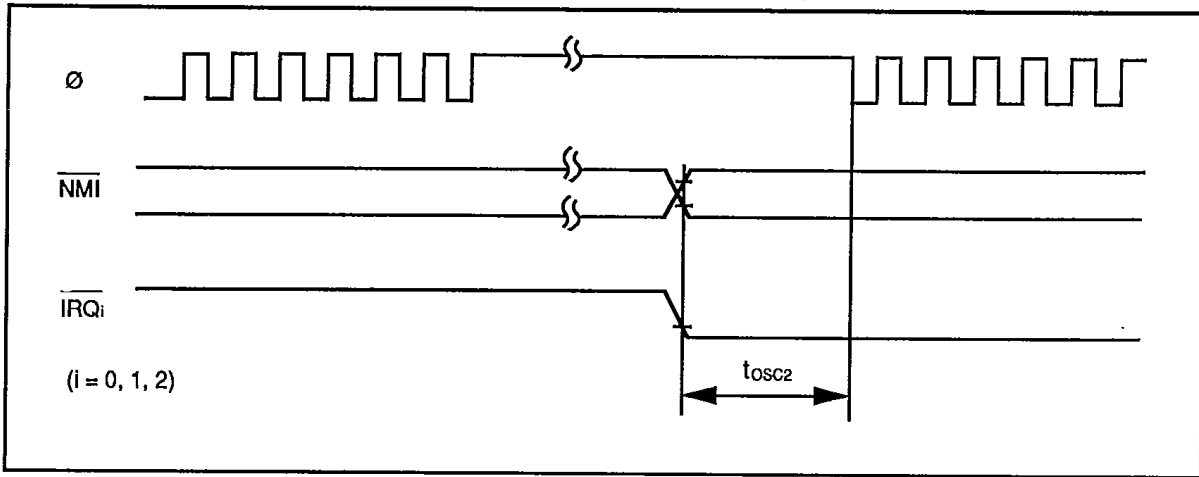 Ø
NMI
IRQi
(i = 0, 1, 2)
tosc2